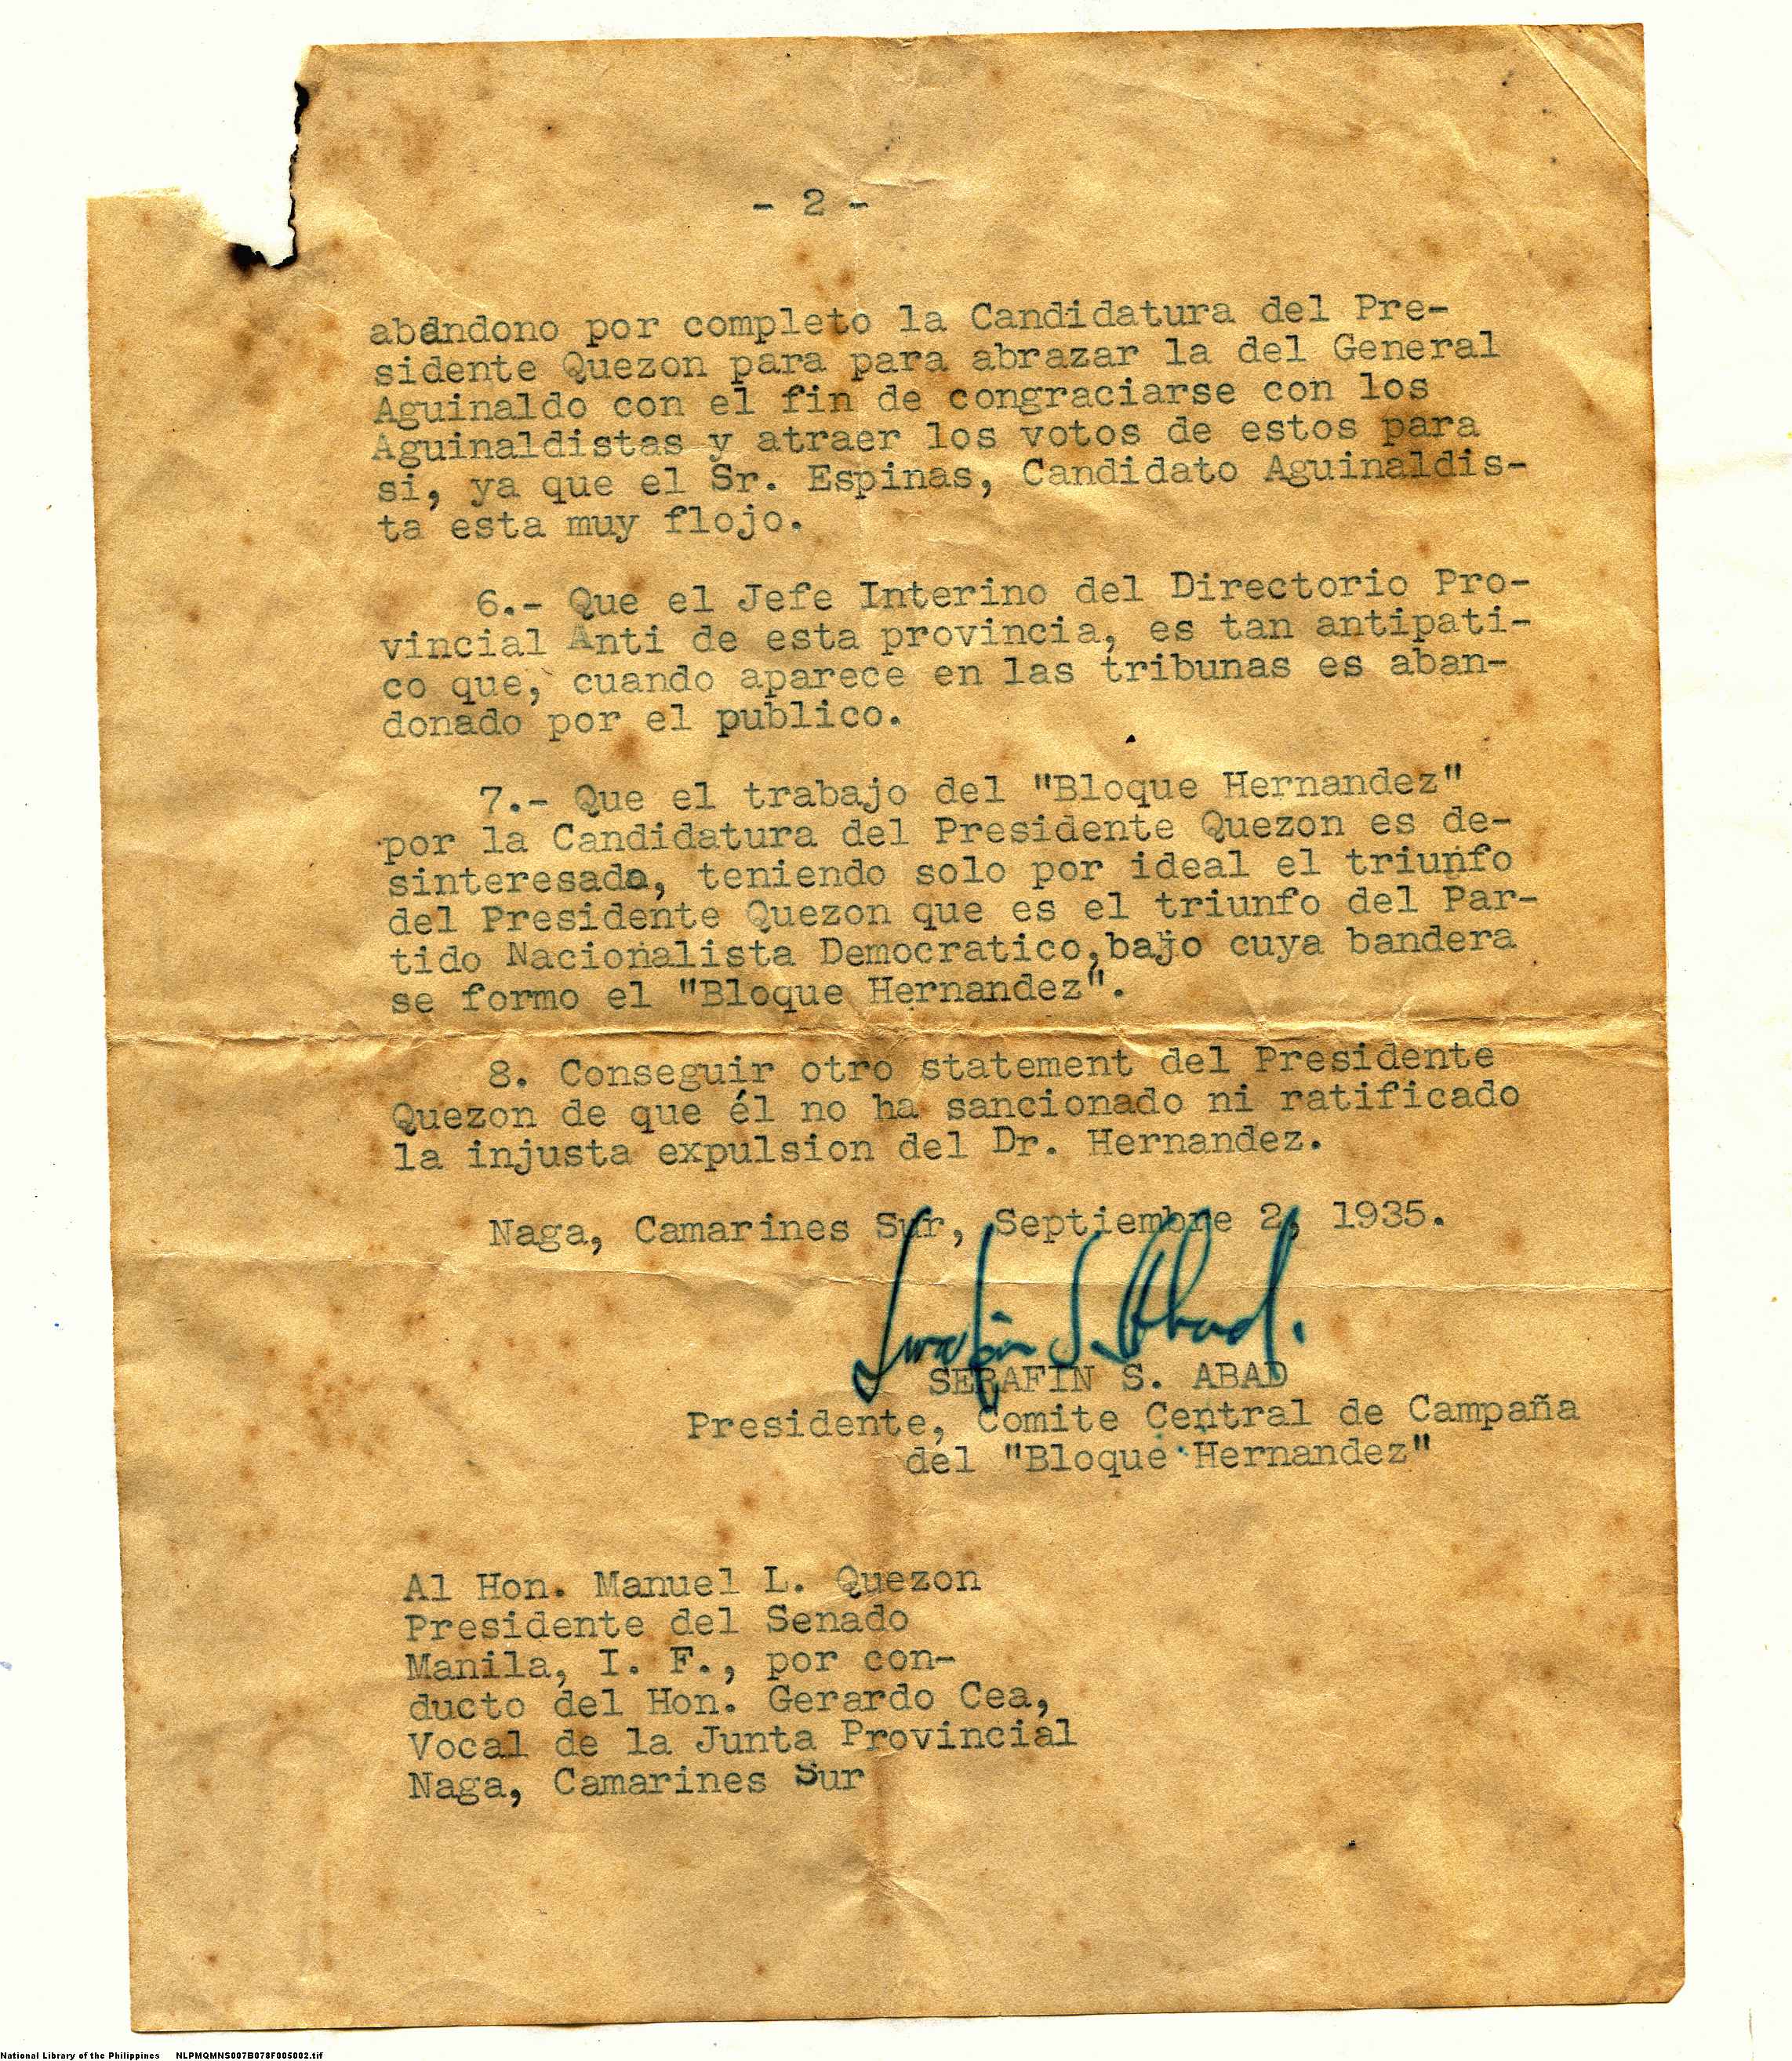 - 2 -
abandono por completo la Candidatura del Pre-
sidente Quezon para para abrazar la del General
Aguinaldo con el fin de congraciarse con los
Aguinaldistas y atraer los votos de estos para
si, ya que el Sr. Espinas, Candidato Aguinaldis-
ta esta muy flojo.
6.- Que el Jefe Interino del Directorio Pro-
vincial Anti de esta provincia, es tan antipati-
co que, cuando aparece en las tribunas es aban-
donado por el publico.
7.- Que el trabajo del "Bloque Hernandez"
por la Candidatura del Presidente Quezon es de-
sinteresado, teniendo solo por ideal el triunfo
del Presidente Quezon que es el triunfo del Par-
tido Nacionalista Democratico,bajo cuya bandera
se formo el "Bloque Hernandez".
8. Conseguir otro statement del Presidente
Quezon de que él no ha sancionado ni ratificado
la injusta expulsion del Dr. Hernandez.
Naga, Camarines Sur, Septiembre 2, 1935.
Serafin S. Abad.
SERAFIN S. ABAD
Presidente, Comite Central de Campaña
del "Bloque Hernandez"
Al Hon. Manuel L. Quezon
Presidente del Senado
Manila, I. F., por con-
ducto del Hon. Gerardo Cea,
Vocal de la Junta Provincial
Naga, Camarines Sur
National Library of the Philippines NLPMQMNS007B078F005002.tif